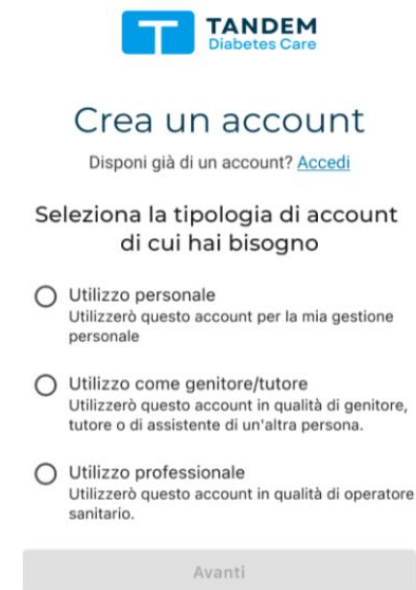 TANDEM
Diabetes Care
Crea un account
Disponi già di un account? Accedi
Seleziona la tipologia di account
di cui hai bisogno
Utilizzo personale
Utilizzerò questo account per la mia gestione
personale
Utilizzo come genitore/tutore
Utilizzerò questo account in qualità di genitore,
tutore o di assistente di un'altra persona.
Utilizzo professionale
Utilizzerò questo account in qualità di operatore
sanitario.
Avanti